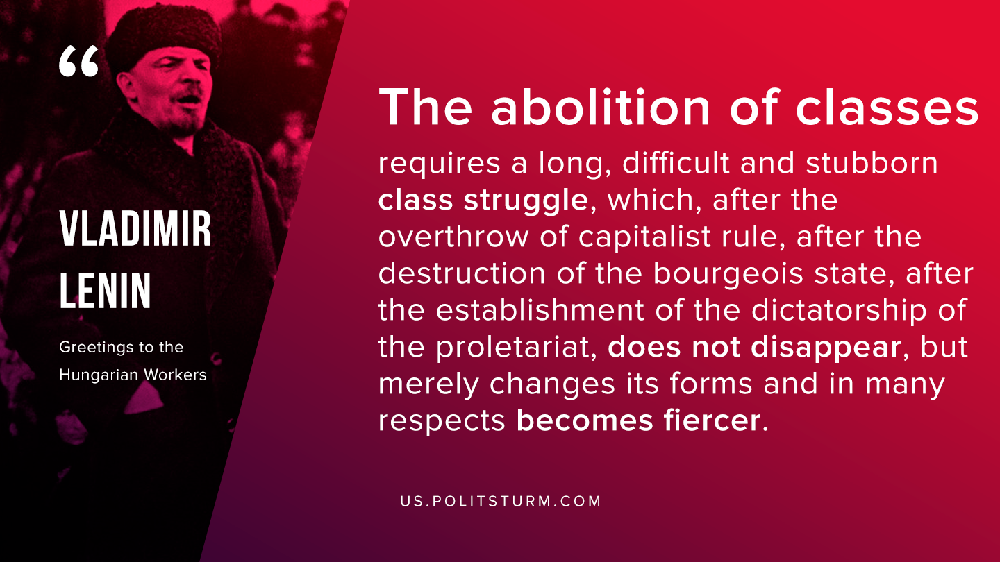 “
VLADIMIR
LENIN
Greetings to the
Hungarian Workers
The abolition of classes
requires a long, difficult and stubborn
class struggle, which, after the
overthrow of capitalist rule, after the
destruction of the bourgeois state, after
the establishment of the dictatorship of
the proletariat, does not disappear, but
merely changes its forms and in many
respects becomes fiercer.
US.POLITSTURM.COM